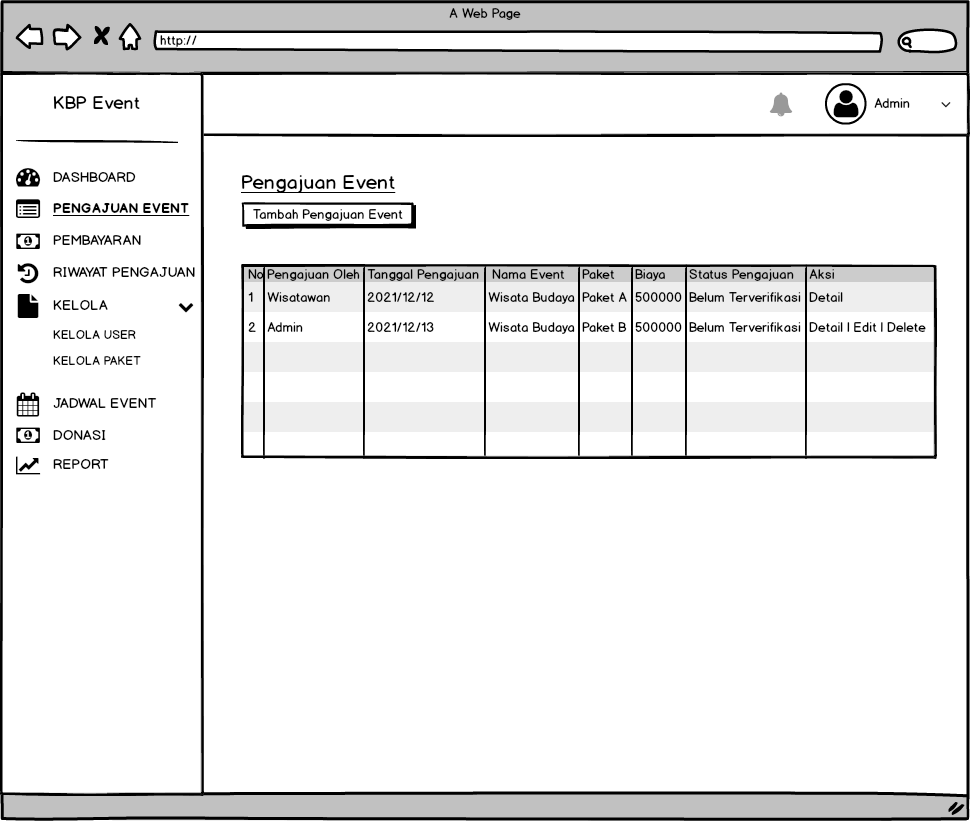 A Web Page
http://
KBP Event
Admin
DASHBOARD
PENGAJUAN EVENT
PEMBAYARAN
RIWAYAT PENGAJUAN
KELOLA
KELOLA USER
KELOLA PAKET
JADWAL EVENT
DONASI
REPORT
Pengajuan Event
Tambah Pengajuan Event
No Pengajuan Oleh Tanggal Pengajuan Nama Event Paket Biaya Status Pengajuan Aksi
1 Wisatawan 2021/12/12 Wisata Budaya Paket A 500000 Belum Terverifikasi Detail
2 Admin 2021/12/13 Wisata Budaya Paket B 500000 Belum Terverifikasi Detail | Edit | Delete